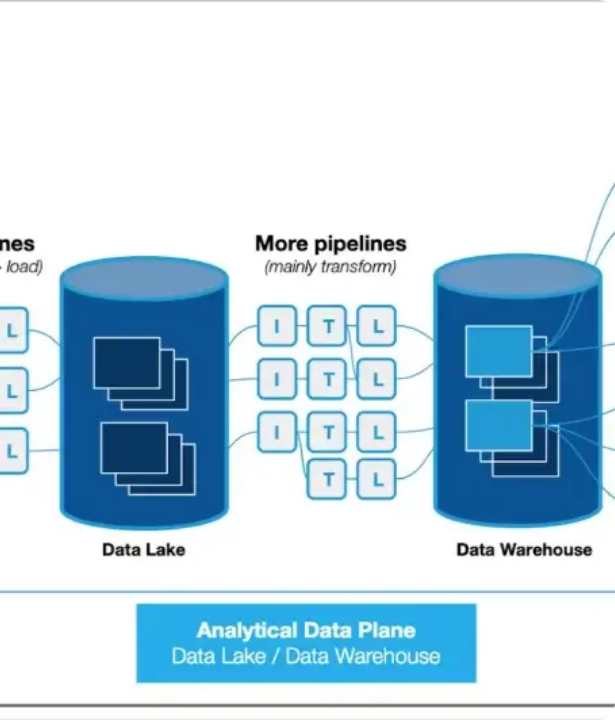 nes
load)
L
L
L
Data Lake
More pipelines
(mainly transform)
I T L
I T L
I T L
T L
Data Warehouse
Analytical Data Plane
Data Lake / Data Warehouse